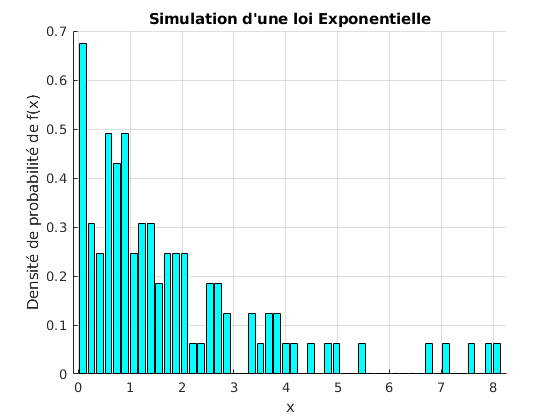 Simulation d'une loi Exponentielle
Densité de probabilité de f(x)
0.7
0.6
0.5
0.4
0.3
0.2
0.1
0
0 1 2 3 4 5 6 7 8
x